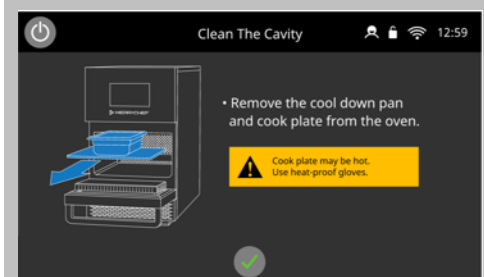 Clean The Cavity
12:59
MERRYCHEF
• Remove the cool down pan
and cook plate from the oven.
Cook plate may be hot.
Use heat-proof gloves.